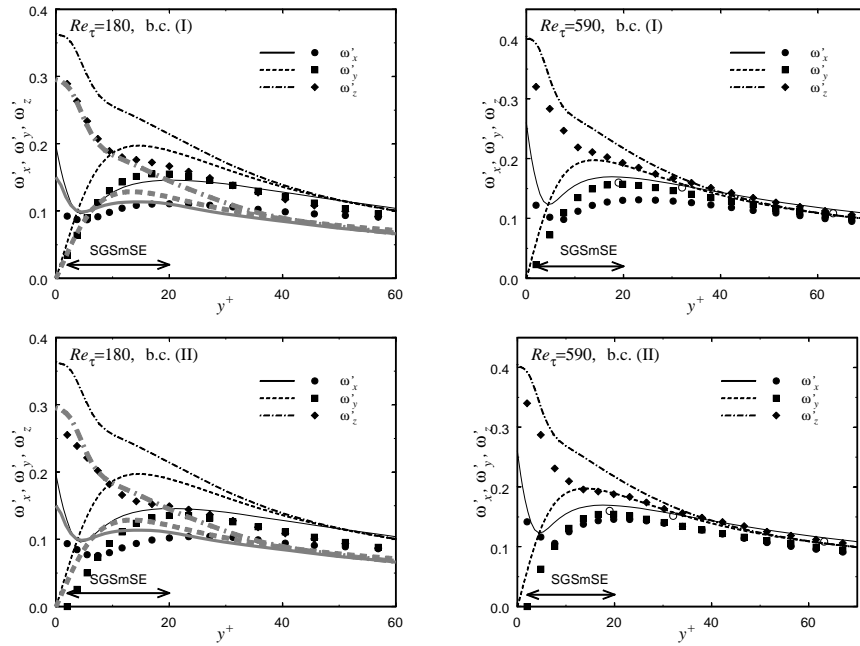 Re_τ=180, b.c. (I)
ω'_x
ω'_y
ω'_z
ω'_x, ω'_y, ω'_z
0.4
0.3
0.2
0.1
0.0
SGSmSE
0 20 40 60
y^+
Re_τ=590, b.c. (I)
ω'_x
ω'_y
ω'_z
ω'_x, ω'_y, ω'_z
0.4
0.3
0.2
0.1
0.0
SGSmSE
0 20 40 60
y^+
Re_τ=180, b.c. (II)
ω'_x
ω'_y
ω'_z
ω'_x, ω'_y, ω'_z
0.4
0.3
0.2
0.1
0.0
SGSmSE
0 20 40 60
y^+
Re_τ=590, b.c. (II)
ω'_x
ω'_y
ω'_z
ω'_x, ω'_y, ω'_z
0.4
0.3
0.2
0.1
0.0
SGSmSE
0 20 40 60
y^+